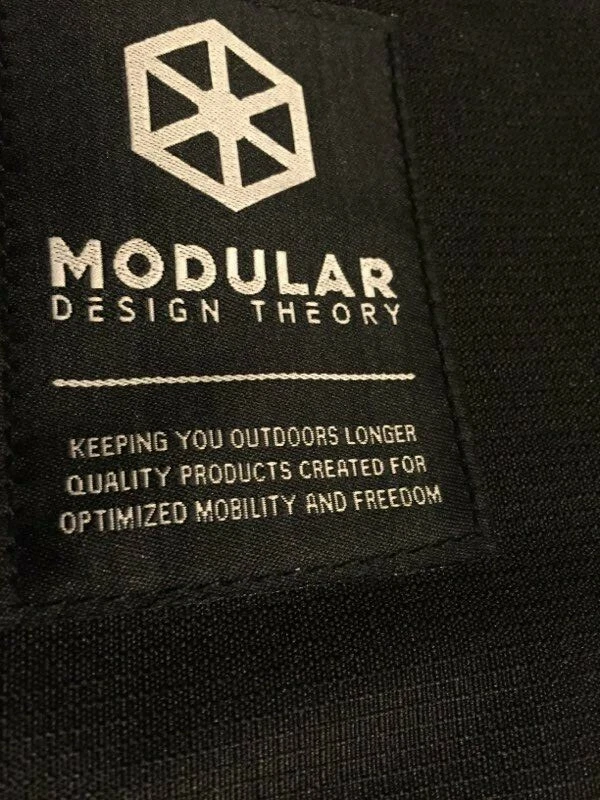 MODULAR
DESIGN THEORY
KEEPING YOU OUTDOORS LONGER
QUALITY PRODUCTS CREATED FOR
OPTIMIZED MOBILITY AND FREEDOM